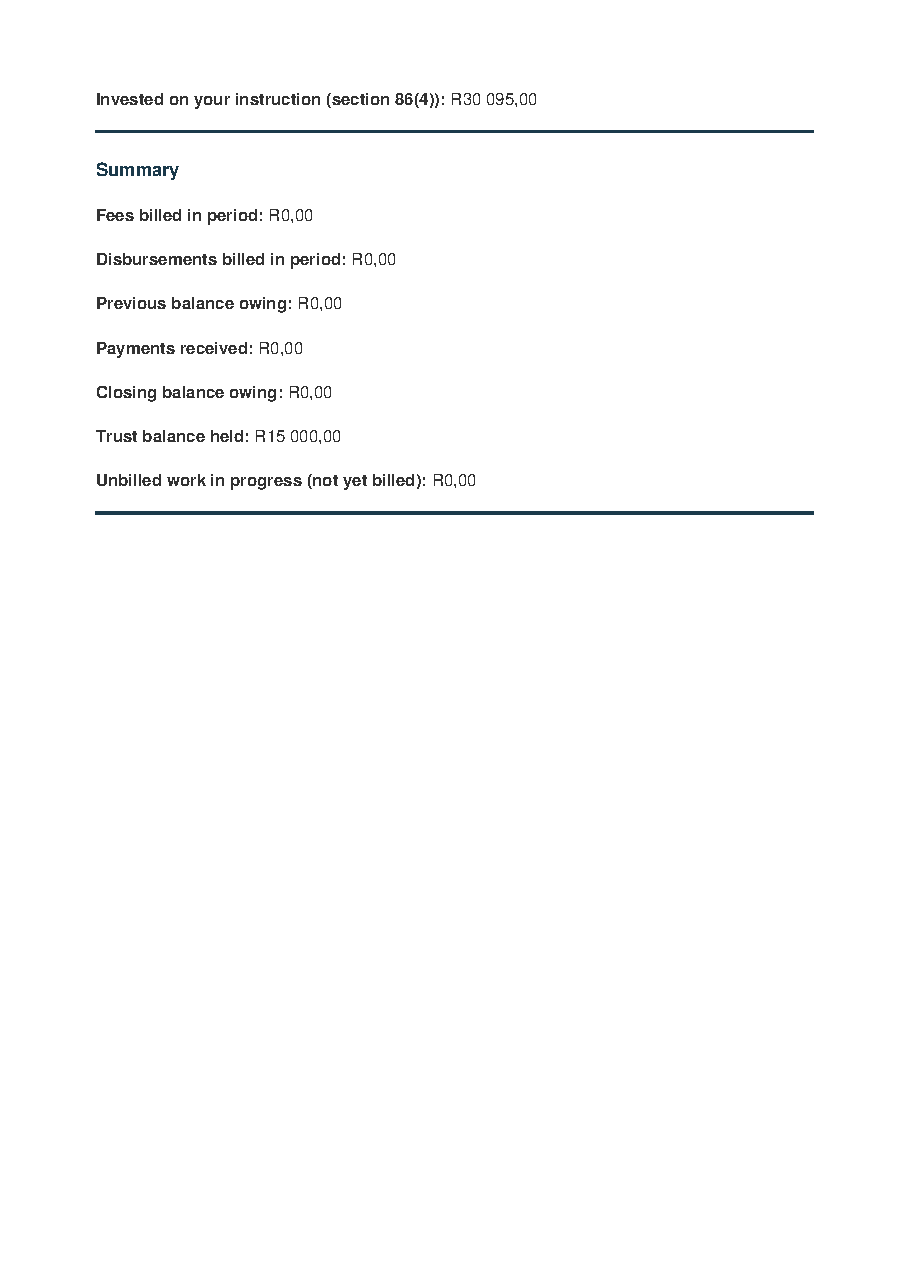 Invested on your instruction (section 86(4)): R30 095,00
Summary
Fees billed in period: R0,00
Disbursements billed in period: R0,00
Previous balance owing: R0,00
Payments received: R0,00
Closing balance owing: R0,00
Trust balance held: R15 000,00
Unbilled work in progress (not yet billed): R0,00